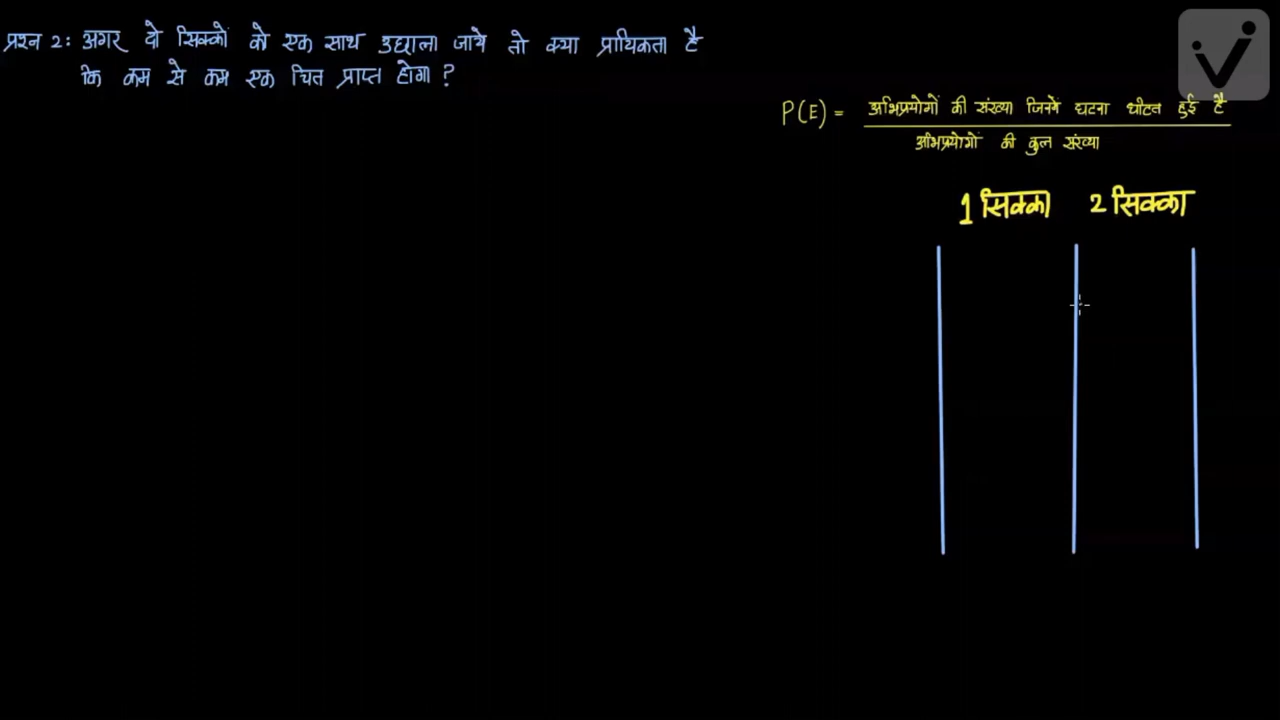 प्रश्न 2: अगर दो सिक्कों को एक साथ उछाला जाये तो क्या प्रायिकता है
कि कम से कम एक चित प्राप्त होगा ?
P(E) = अभिप्रयोगों की संख्या जिनमें घटना घटित हुई है
अभिप्रयोगों की कुल संख्या
1 सिक्का 2 सिक्का